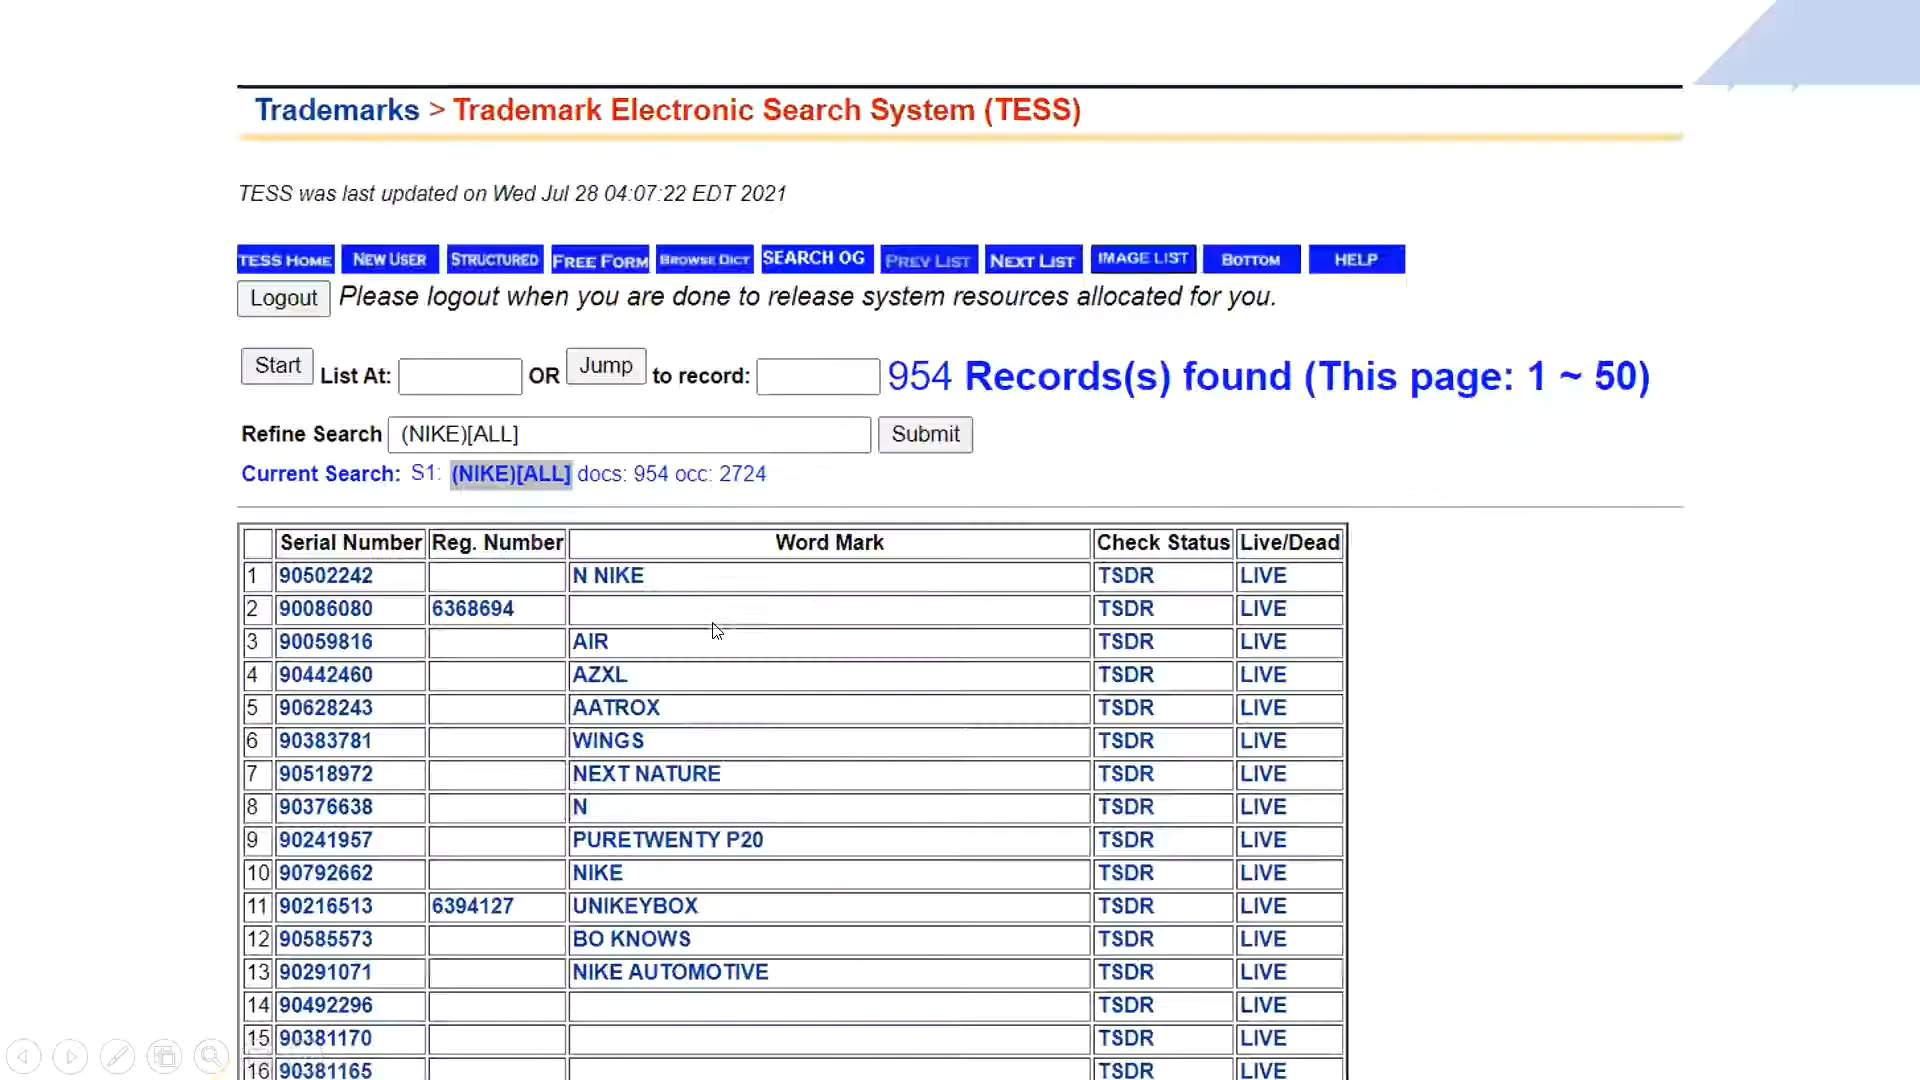 Trademarks > Trademark Electronic Search System (TESS)
TESS was last updated on Wed Jul 28 04:07:22 EDT 2021
TESS HOME NEW USER STRUCTURED FREE FORM BROWSE DICT SEARCH OG PREV LIST NEXT LIST IMAGE LIST BOTTOM HELP
Logout Please logout when you are done to release system resources allocated for you.
Start List At: OR Jump to record: 954 Records(s) found (This page: 1 ~ 50)
Refine Search (NIKE)[ALL] Submit
Current Search: S1: (NIKE)[ALL] docs: 954 occ: 2724
Serial Number Reg. Number Word Mark Check Status Live/Dead
1 90502242 N NIKE TSDR LIVE
2 90086080 6368694 TSDR LIVE
3 90059816 AIR TSDR LIVE
4 90442460 AZXL TSDR LIVE
5 90628243 AATROX TSDR LIVE
6 90383781 WINGS TSDR LIVE
7 90518972 NEXT NATURE TSDR LIVE
8 90376638 N TSDR LIVE
9 90241957 PURETWENTY P20 TSDR LIVE
10 90792662 NIKE TSDR LIVE
11 90216513 6394127 UNIKEYBOX TSDR LIVE
12 90585573 BO KNOWS TSDR LIVE
13 90291071 NIKE AUTOMOTIVE TSDR LIVE
14 90492296 TSDR LIVE
15 90381170 TSDR LIVE
16 90381165 TSDR LIVE